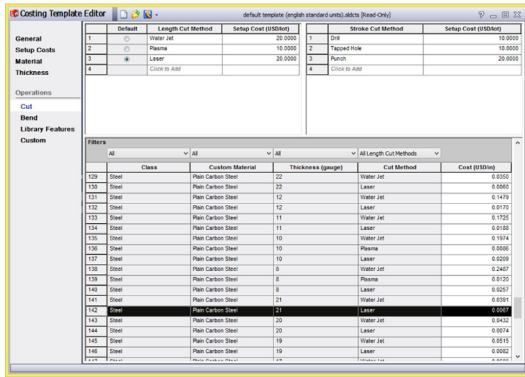 Costing Template Editor
default template (english standard units).sldcts [Read-Only]
General
Setup Costs
Material
Thickness
Operations
Cut
Bend
Library Features
Custom
Default Length Cut Method Setup Cost (USD/lot)
1 Water Jet 20.0000
2 Plasma 10.0000
3 Laser 20.0000
4 Click to Add
Stroke Cut Method Setup Cost (USD/lot)
1 Drill 10.0000
2 Tapped Hole 10.0000
3 Punch 20.0000
4 Click to Add
Filters
All All All All Length Cut Methods
Class Custom Material Thickness (gauge) Cut Method Cost (USD/in)
129 Steel Plain Carbon Steel 22 Water Jet 0.0350
130 Steel Plain Carbon Steel 22 Laser 0.0060
131 Steel Plain Carbon Steel 12 Water Jet 0.1479
132 Steel Plain Carbon Steel 12 Laser 0.0170
133 Steel Plain Carbon Steel 11 Water Jet 0.1725
134 Steel Plain Carbon Steel 11 Laser 0.0188
135 Steel Plain Carbon Steel 10 Water Jet 0.1974
136 Steel Plain Carbon Steel 10 Plasma 0.0086
137 Steel Plain Carbon Steel 10 Laser 0.0209
138 Steel Plain Carbon Steel 8 Water Jet 0.2487
139 Steel Plain Carbon Steel 8 Plasma 0.0120
140 Steel Plain Carbon Steel 8 Laser 0.0257
141 Steel Plain Carbon Steel 21 Water Jet 0.0391
142 Steel Plain Carbon Steel 21 Laser 0.0067
143 Steel Plain Carbon Steel 20 Water Jet 0.0432
144 Steel Plain Carbon Steel 20 Laser 0.0074
145 Steel Plain Carbon Steel 19 Water Jet 0.0515
146 Steel Plain Carbon Steel 19 Laser 0.0082